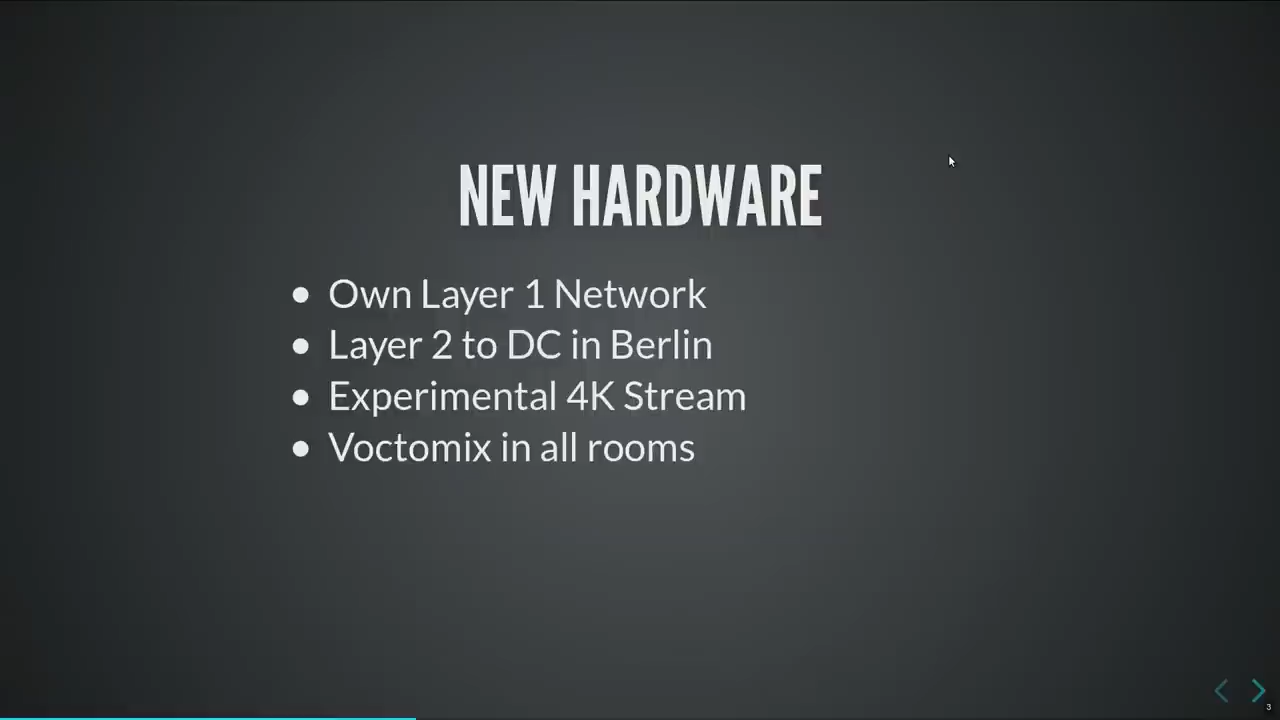 NEW HARDWARE
• Own Layer 1 Network
• Layer 2 to DC in Berlin
• Experimental 4K Stream
• Voctomix in all rooms
3